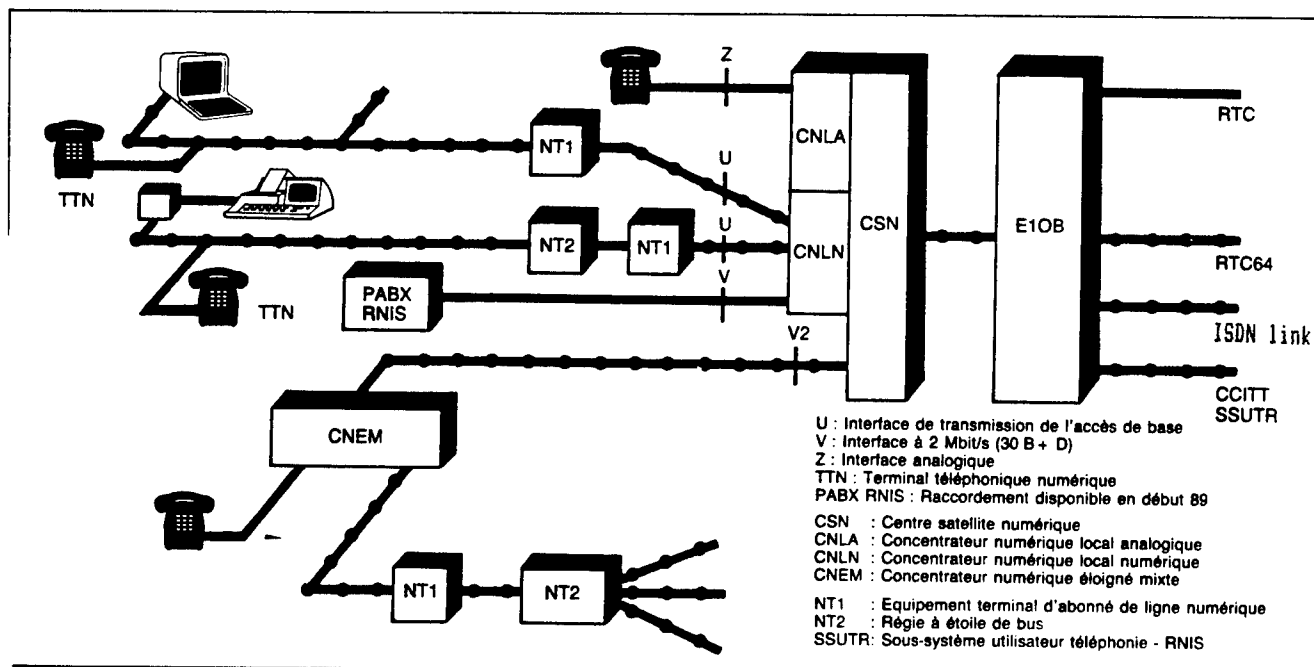 Z
RTC
CNLA
NT1
U
TTN
CSN
E10B
U
NT2
NT1
CNLN
RTC64
PABX
RNIS
V
TTN
ISDN link
V2
CCITT
SSUTR
CNEM
U : Interface de transmission de l'accès de base
V : Interface à 2 Mbit/s (30 B + D)
Z : Interface analogique
TTN : Terminal téléphonique numérique
PABX RNIS : Raccordement disponible en début 89
CSN : Centre satellite numérique
CNLA : Concentrateur numérique local analogique
CNLN : Concentrateur numérique local numérique
CNEM : Concentrateur numérique éloigné mixte
NT1
NT2
NT1 : Equipement terminal d'abonné de ligne numérique
NT2 : Régie à étoile de bus
SSUTR: Sous-système utilisateur téléphonie - RNIS